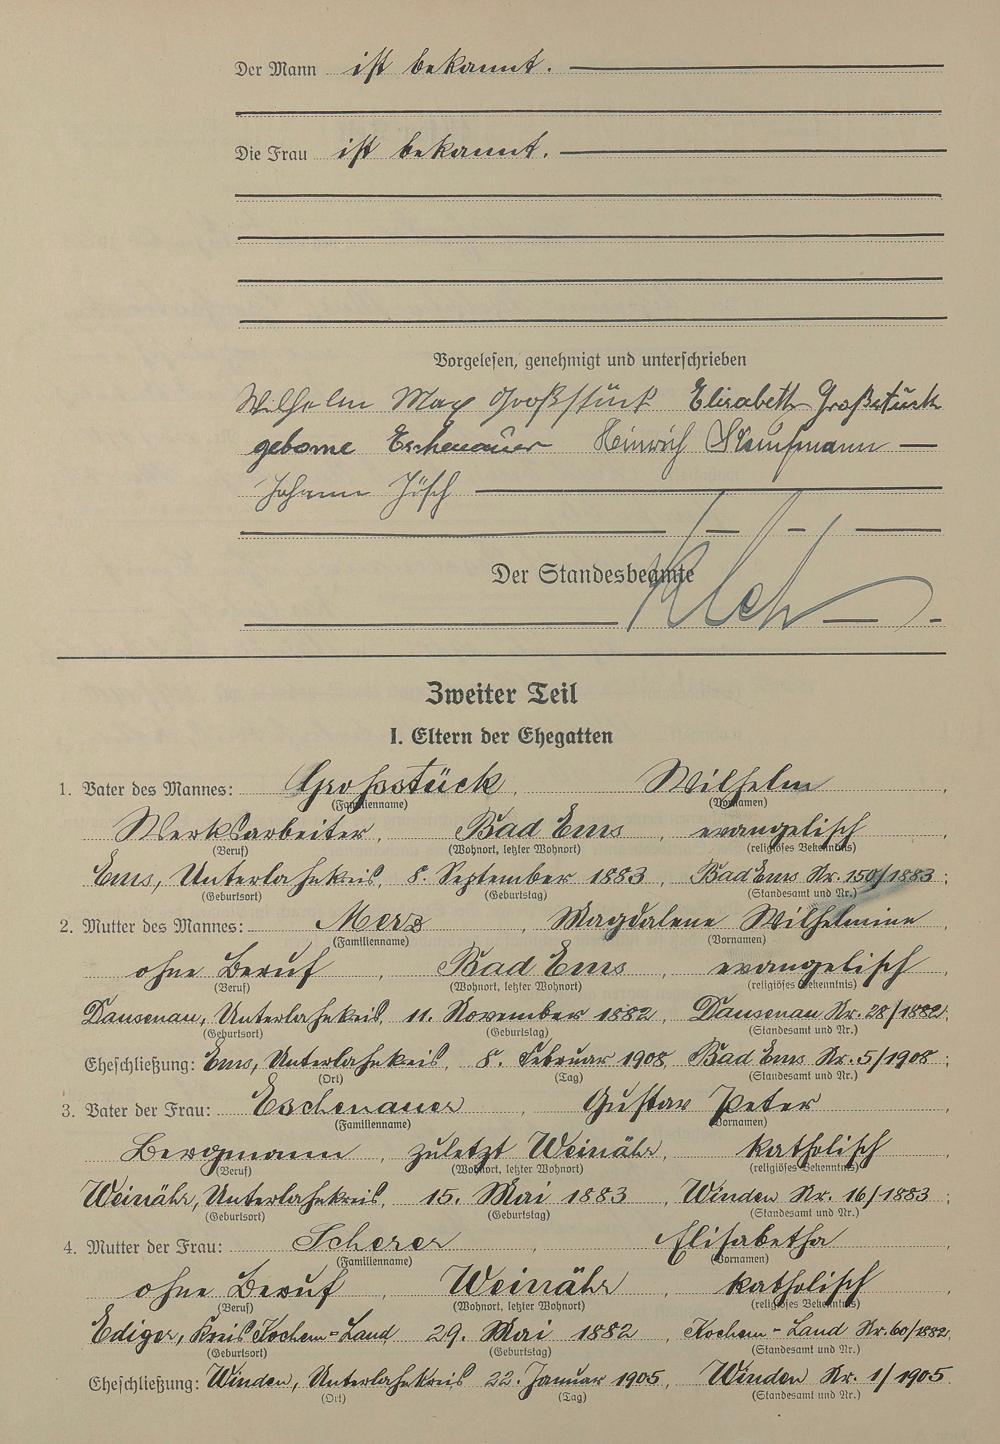 Der Mann ist bekannt.
Die Frau ist bekannt.
Vorgelesen, genehmigt und unterschrieben
Wilhelm Max Großstück Elisabeth Großstück
geborne Eschenauer Heinrich Kaufmann
Johann Jösch
Der Standesbeamte
Zweiter Teil
I. Eltern der Ehegatten
1. Vater des Mannes: Großstück, Wilhelm,
(Familienname) (Vornamen)
Werksarbeiter, Bad Ems, evangelisch,
(Beruf) (Wohnort, letzter Wohnort) (religiöses Bekenntnis)
Ems, Unterlahnkreis, 8. September 1883, Bad Ems Nr. 150/1883;
(Geburtsort) (Geburtstag) (Standesamt und Nr.)
2. Mutter des Mannes: Merz, Magdalene Wilhelmine,
(Familienname) (Vornamen)
ohne Beruf, Bad Ems, evangelisch,
(Beruf) (Wohnort, letzter Wohnort) (religiöses Bekenntnis)
Dausenau, Unterlahnkreis, 11. November 1882, Dausenau Nr. 28/1882;
(Geburtsort) (Geburtstag) (Standesamt und Nr.)
Eheschließung: Ems, Unterlahnkreis, 8. Februar 1908, Bad Ems Nr. 5/1908;
(Ort) (Tag) (Standesamt und Nr.)
3. Vater der Frau: Eschenauer, Gustav Peter,
(Familienname) (Vornamen)
Bergmann, zuletzt Weinähr, katholisch,
(Beruf) (Wohnort, letzter Wohnort) (religiöses Bekenntnis)
Weinähr, Unterlahnkreis, 15. Mai 1883, Winden Nr. 16/1883;
(Geburtsort) (Geburtstag) (Standesamt und Nr.)
4. Mutter der Frau: Scherer, Elisabetha,
(Familienname) (Vornamen)
ohne Beruf, Weinähr, katholisch,
(Beruf) (Wohnort, letzter Wohnort) (religiöses Bekenntnis)
Ediger, Kreis Kochem-Land, 29. Mai 1882, Kochem-Land Nr. 60/1882,
(Geburtsort) (Geburtstag) (Standesamt und Nr.)
Eheschließung: Winden, Unterlahnkreis 22. Januar 1905, Winden Nr. 1/1905
(Ort) (Tag) (Standesamt und Nr.)